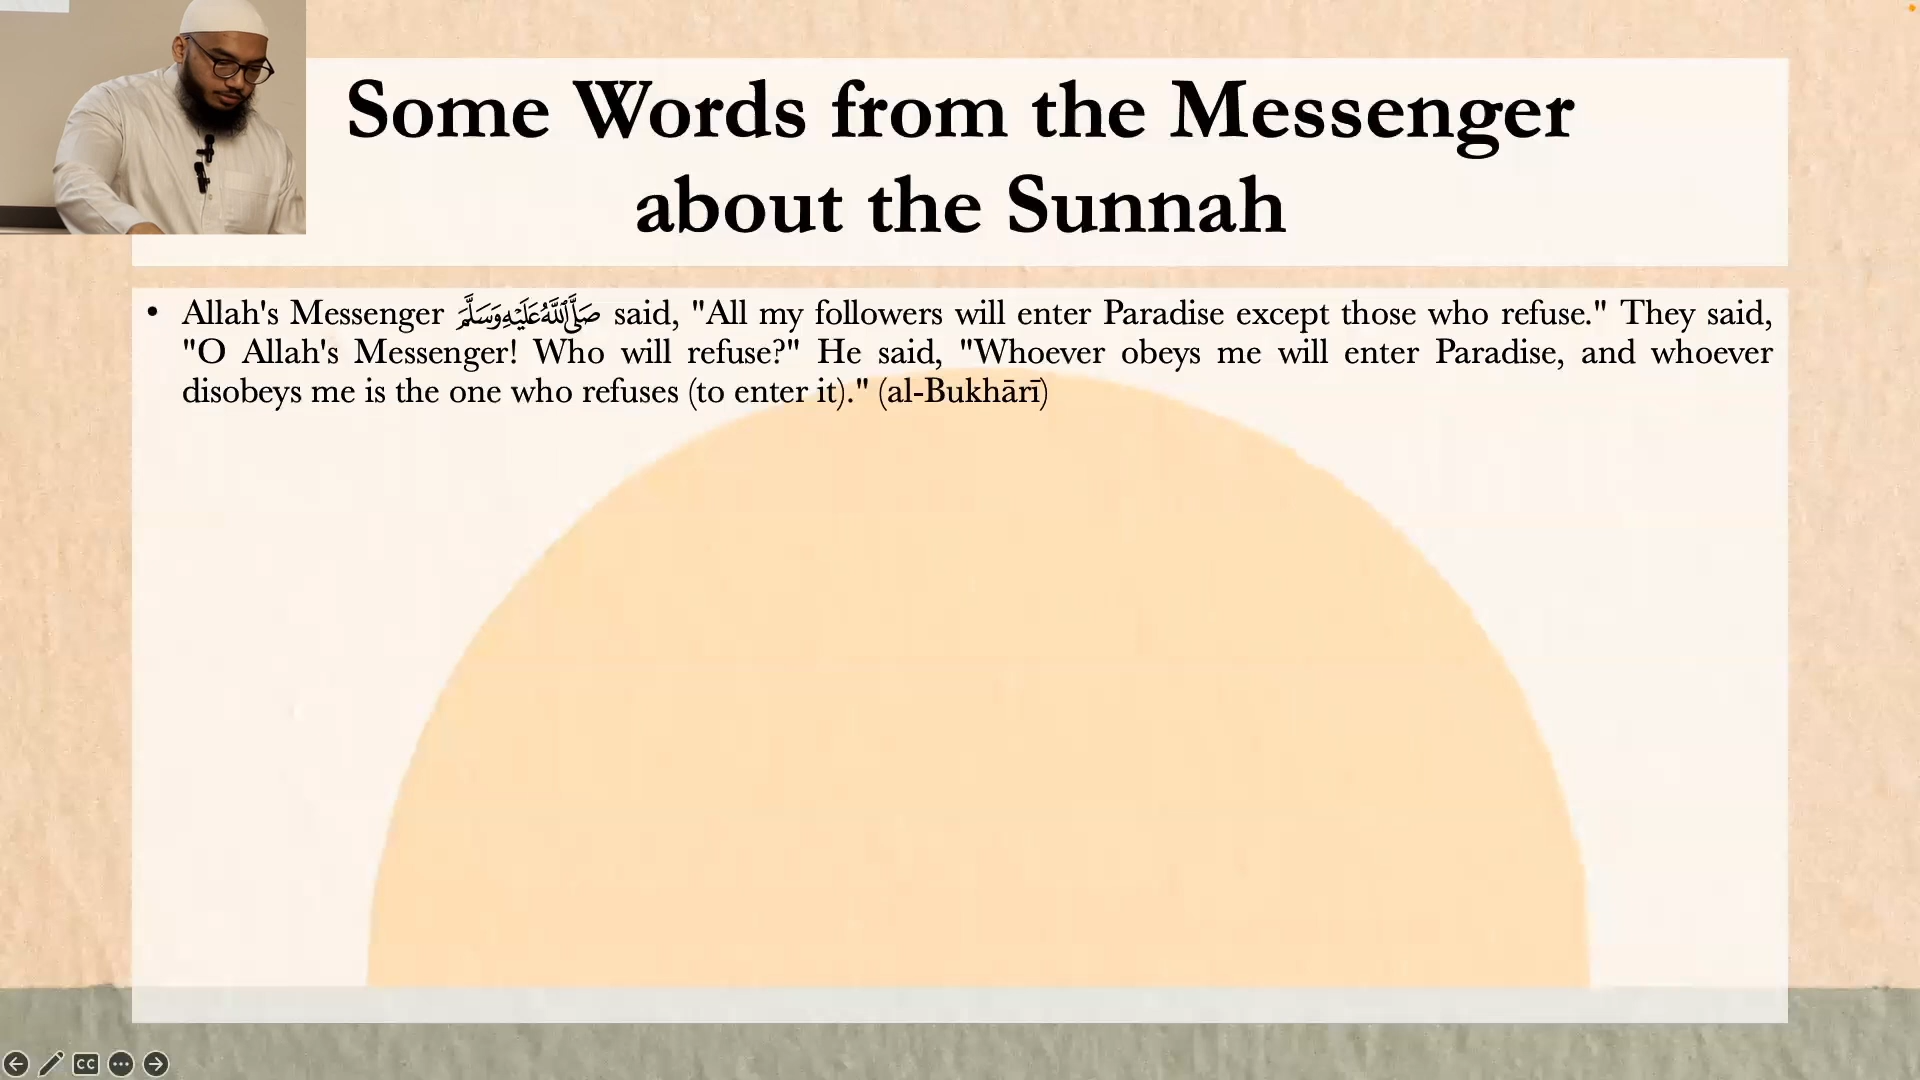 Some Words from the Messenger
about the Sunnah
• Allah's Messenger صَلَّى ٱللَّٰهُ عَلَيْهِ وَسَلَّمَ said, "All my followers will enter Paradise except those who refuse." They said,
"O Allah's Messenger! Who will refuse?" He said, "Whoever obeys me will enter Paradise, and whoever
disobeys me is the one who refuses (to enter it)." (al-Bukhārī)
CC